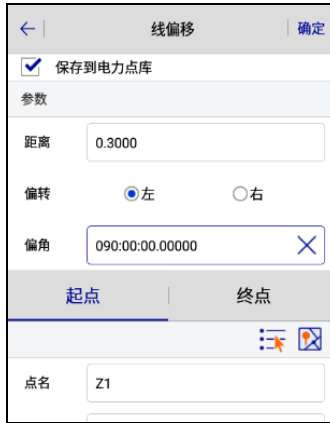 线偏移 确定
保存到电力点库
参数
距离 0.3000
偏转 左 右
偏角 090:00:00.00000
起点 终点
点名 Z1